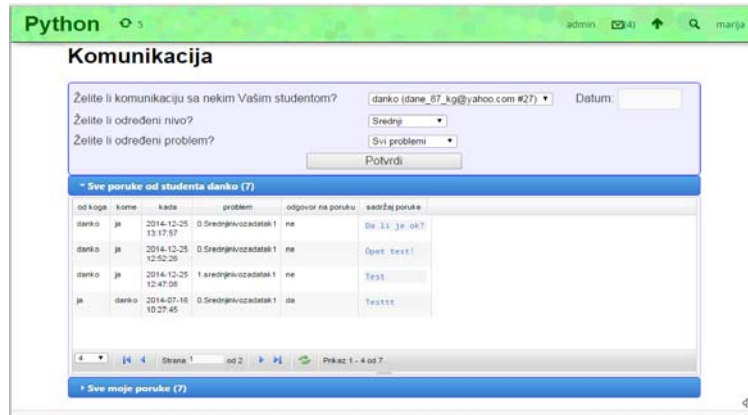 Python 5 admin (4) marija
Komunikacija
Želite li komunikaciju sa nekim Vašim studentom? danko (dane_87_kg@yahoo.com #27) Datum:
Želite li određeni nivo? Srednji
Želite li određeni problem? Svi problemi
Potvrdi
Sve poruke od studenta danko (7)
od koga kome kada problem odgovor na poruku sadržaj poruke
danko ja 2014-12-25 0.Srednjinivozadatak1 ne Da li je ok?
13:17:57
danko ja 2014-12-25 0.Srednjinivozadatak1 ne Opet test!
12:52:26
danko ja 2014-12-25 1.srednjinivozadatak1 ne Test
12:47:06
ja danko 2014-07-16 0.Srednjinivozadatak1 da Testtt
10:27:45
4 Strana 1 od 2 Prikaz 1 - 4 od 7
Sve moje poruke (7)